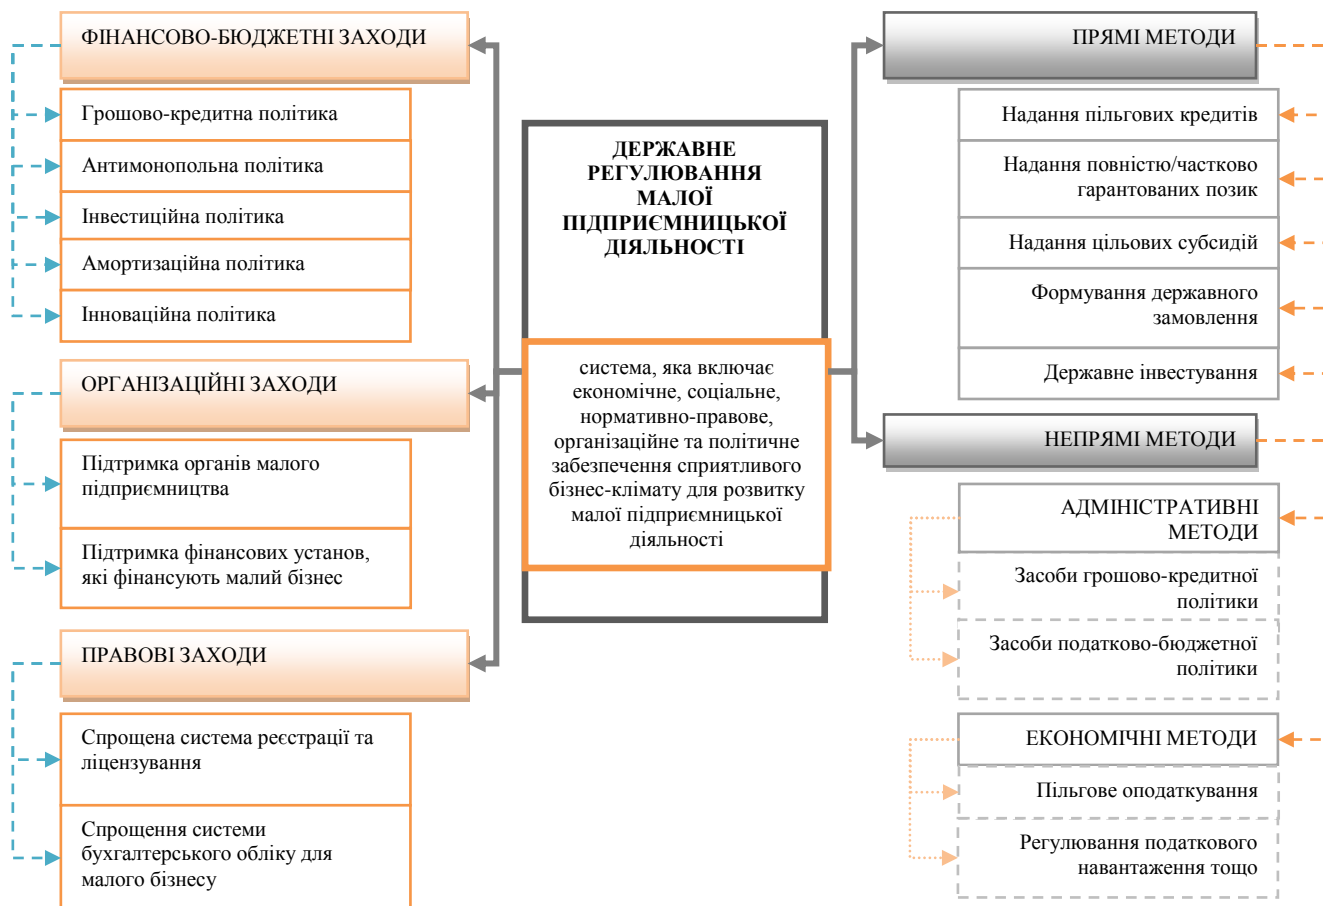 ФІНАНСОВО-БЮДЖЕТНІ ЗАХОДИ
Грошово-кредитна політика
Антимонопольна політика
Інвестиційна політика
Амортизаційна політика
Інноваційна політика
ОРГАНІЗАЦІЙНІ ЗАХОДИ
Підтримка органів малого
підприємництва
Підтримка фінансових установ,
які фінансують малий бізнес
ПРАВОВІ ЗАХОДИ
Спрощена система реєстрації та
ліцензування
Спрощення системи
бухгалтерського обліку для
малого бізнесу
ДЕРЖАВНЕ
РЕГУЛЮВАННЯ
МАЛОЇ
ПІДПРИЄМНИЦЬКОЇ
ДІЯЛЬНОСТІ
система, яка включає
економічне, соціальне,
нормативно-правове,
організаційне та політичне
забезпечення сприятливого
бізнес-клімату для розвитку
малої підприємницької
діяльності
ПРЯМІ МЕТОДИ
Надання пільгових кредитів
Надання повністю/частково
гарантованих позик
Надання цільових субсидій
Формування державного
замовлення
Державне інвестування
НЕПРЯМІ МЕТОДИ
АДМІНІСТРАТИВНІ
МЕТОДИ
Засоби грошово-кредитної
політики
Засоби податково-бюджетної
політики
ЕКОНОМІЧНІ МЕТОДИ
Пільгове оподаткування
Регулювання податкового
навантаження тощо